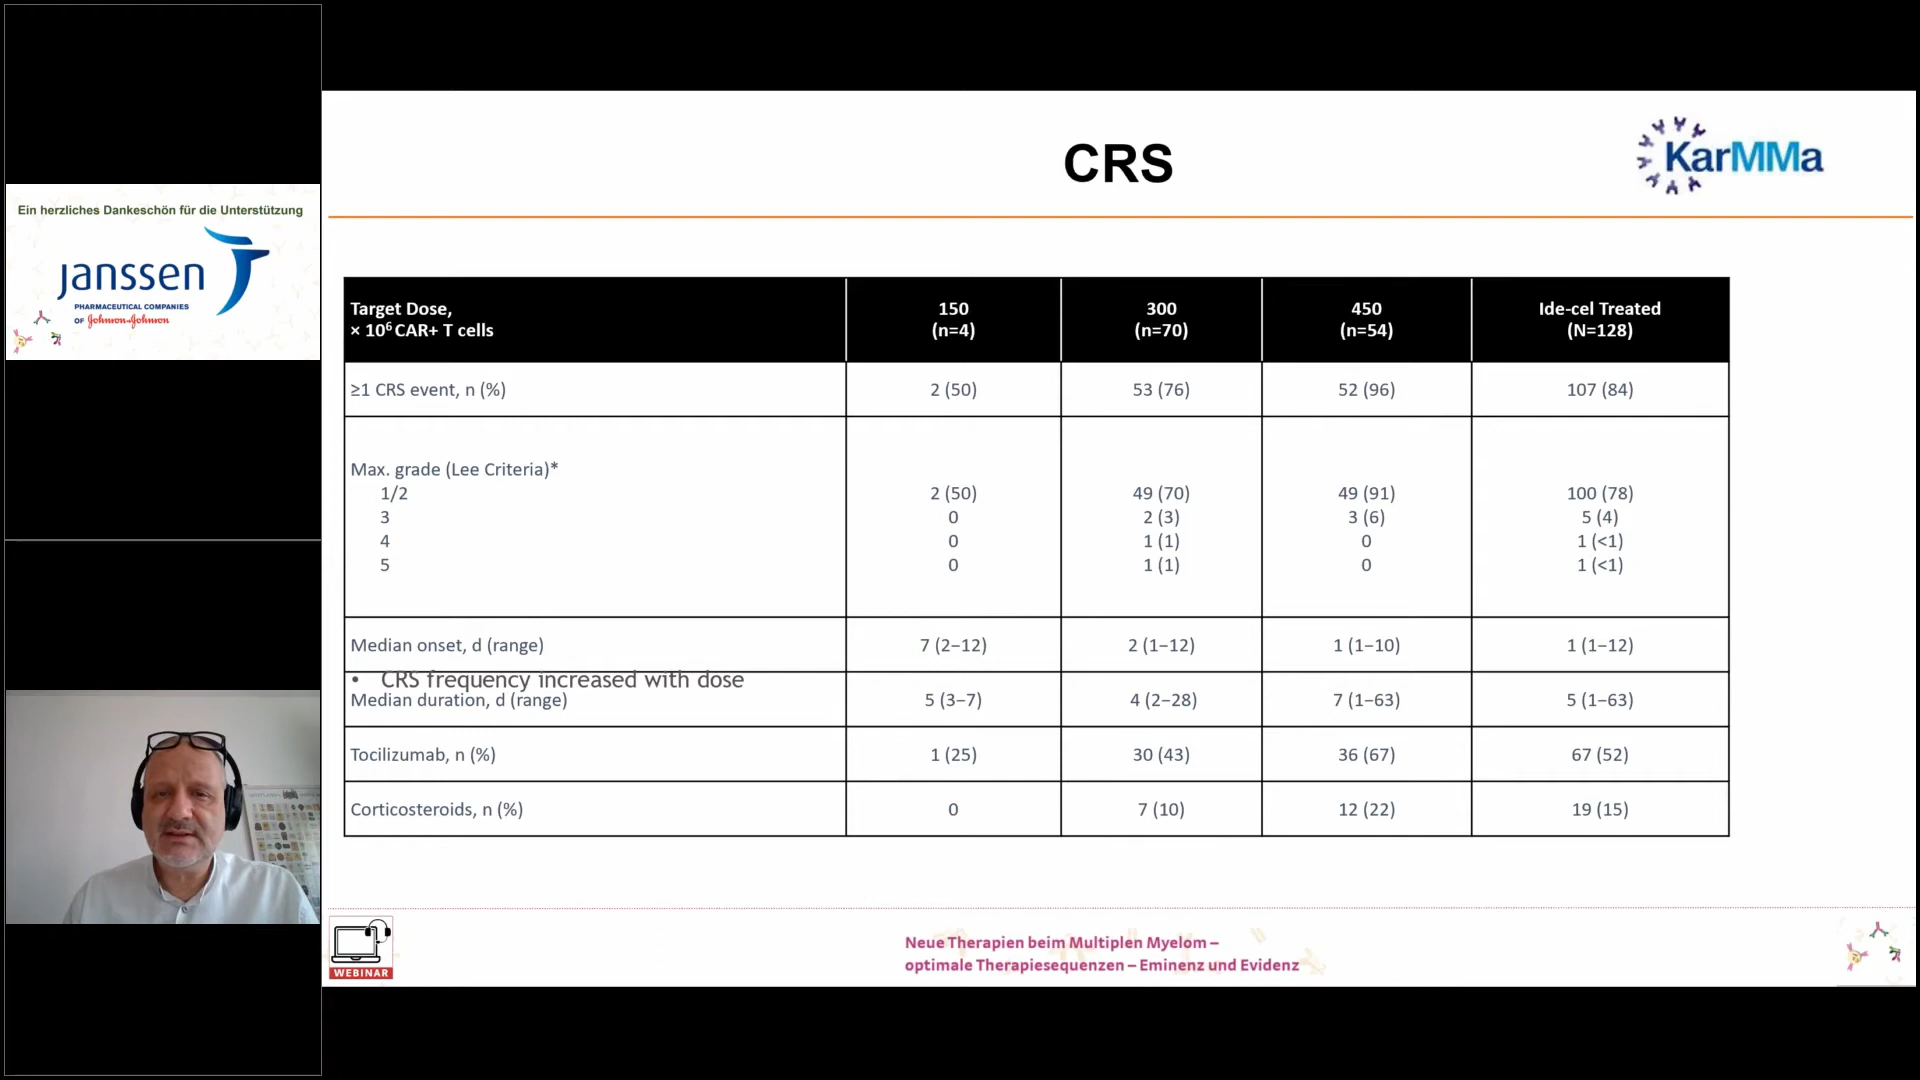 Ein herzliches Dankeschön für die Unterstützung
janssen
PHARMACEUTICAL COMPANIES
OF Johnson & Johnson
CRS
KarMMa
Target Dose, × 10⁶ CAR+ T cells | 150 (n=4) | 300 (n=70) | 450 (n=54) | Ide-cel Treated (N=128)
≥1 CRS event, n (%) | 2 (50) | 53 (76) | 52 (96) | 107 (84)
Max. grade (Lee Criteria)*
1/2 | 2 (50) | 49 (70) | 49 (91) | 100 (78)
3 | 0 | 2 (3) | 3 (6) | 5 (4)
4 | 0 | 1 (1) | 0 | 1 (<1)
5 | 0 | 1 (1) | 0 | 1 (<1)
Median onset, d (range) | 7 (2–12) | 2 (1–12) | 1 (1–10) | 1 (1–12)
• CRS frequency increased with dose
Median duration, d (range) | 5 (3–7) | 4 (2–28) | 7 (1–63) | 5 (1–63)
Tocilizumab, n (%) | 1 (25) | 30 (43) | 36 (67) | 67 (52)
Corticosteroids, n (%) | 0 | 7 (10) | 12 (22) | 19 (15)
WEBINAR
Neue Therapien beim Multiplen Myelom –
optimale Therapiesequenzen – Eminenz und Evidenz